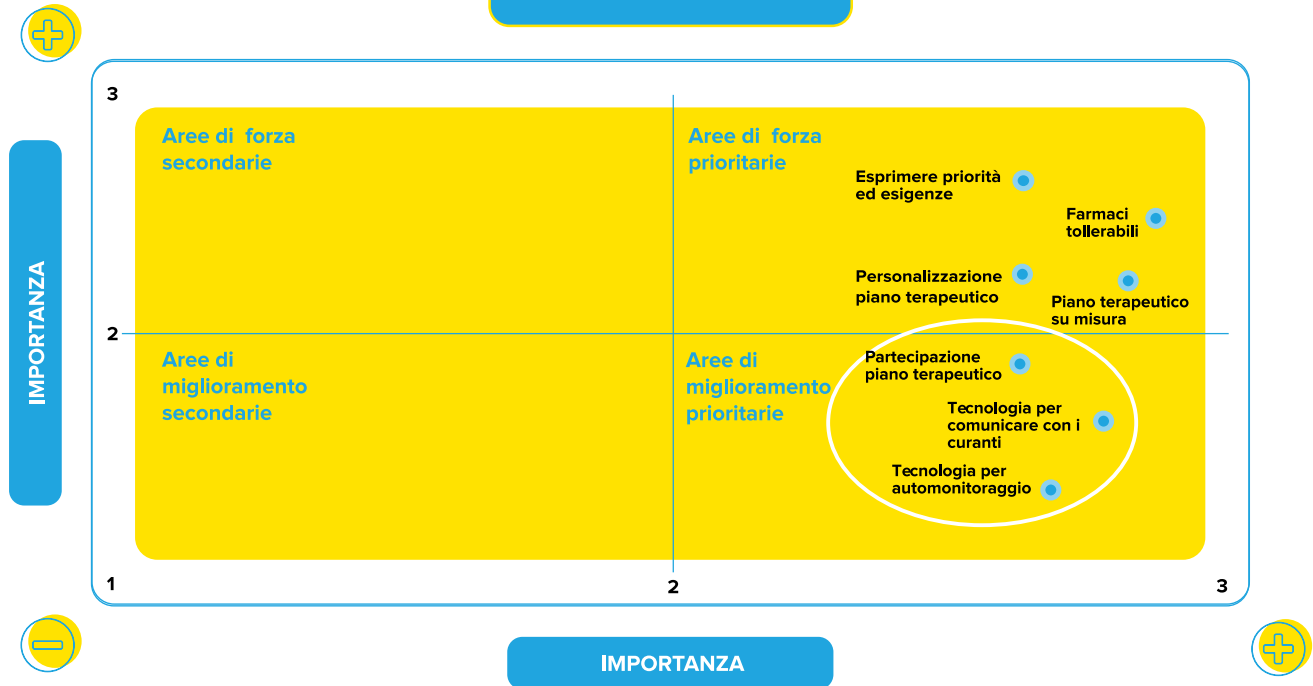 3
Aree di forza
secondarie
Aree di forza
prioritarie
Esprimere priorità
ed esigenze
Farmaci
tollerabili
Personalizzazione
piano terapeutico
Piano terapeutico
su misura
IMPORTANZA
2
Aree di
miglioramento
secondarie
Aree di
miglioramento
prioritarie
Partecipazione
piano terapeutico
Tecnologia per
comunicare con i
curanti
Tecnologia per
automonitoraggio
1
2
3
IMPORTANZA